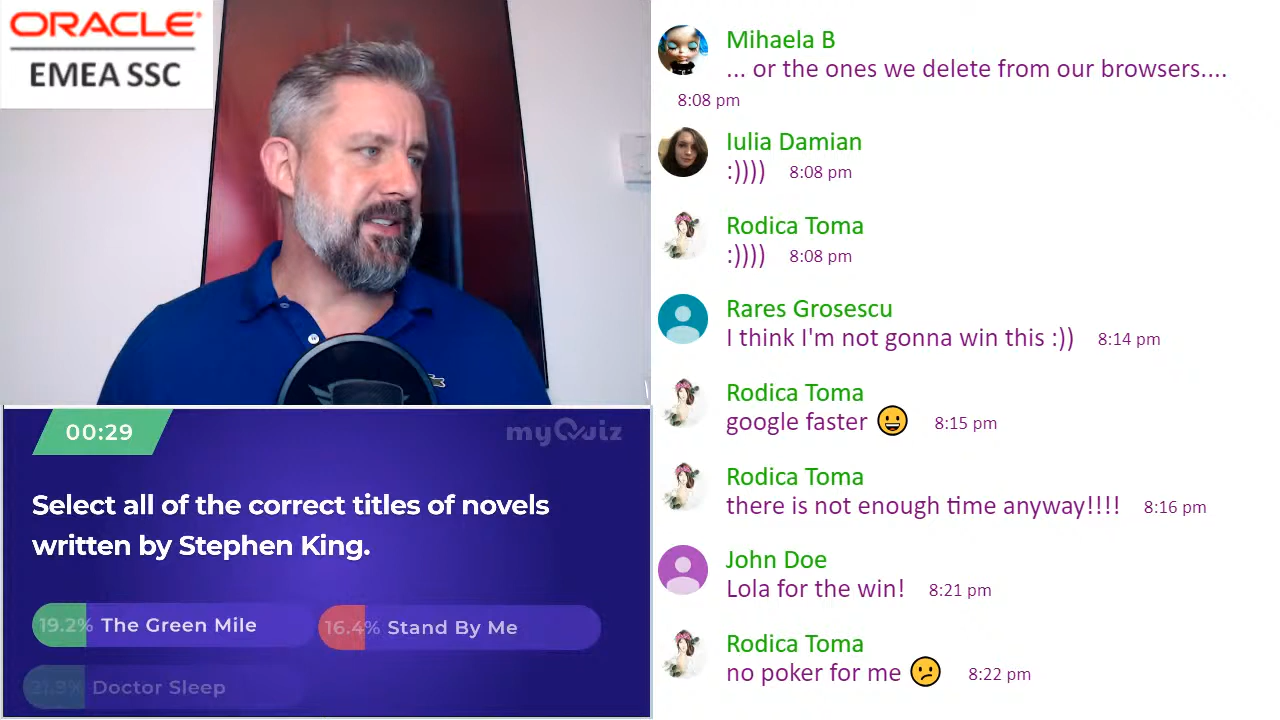 ORACLE®
EMEA SSC
00:29
myQuiz
Select all of the correct titles of novels
written by Stephen King.
19.2% The Green Mile
16.4% Stand By Me
Doctor Sleep
Mihaela B
... or the ones we delete from our browsers....
8:08 pm
Iulia Damian
:)))) 8:08 pm
Rodica Toma
:)))) 8:08 pm
Rares Grosescu
I think I'm not gonna win this :)) 8:14 pm
Rodica Toma
google faster 😀 8:15 pm
Rodica Toma
there is not enough time anyway!!!! 8:16 pm
John Doe
Lola for the win! 8:21 pm
Rodica Toma
no poker for me 😕 8:22 pm